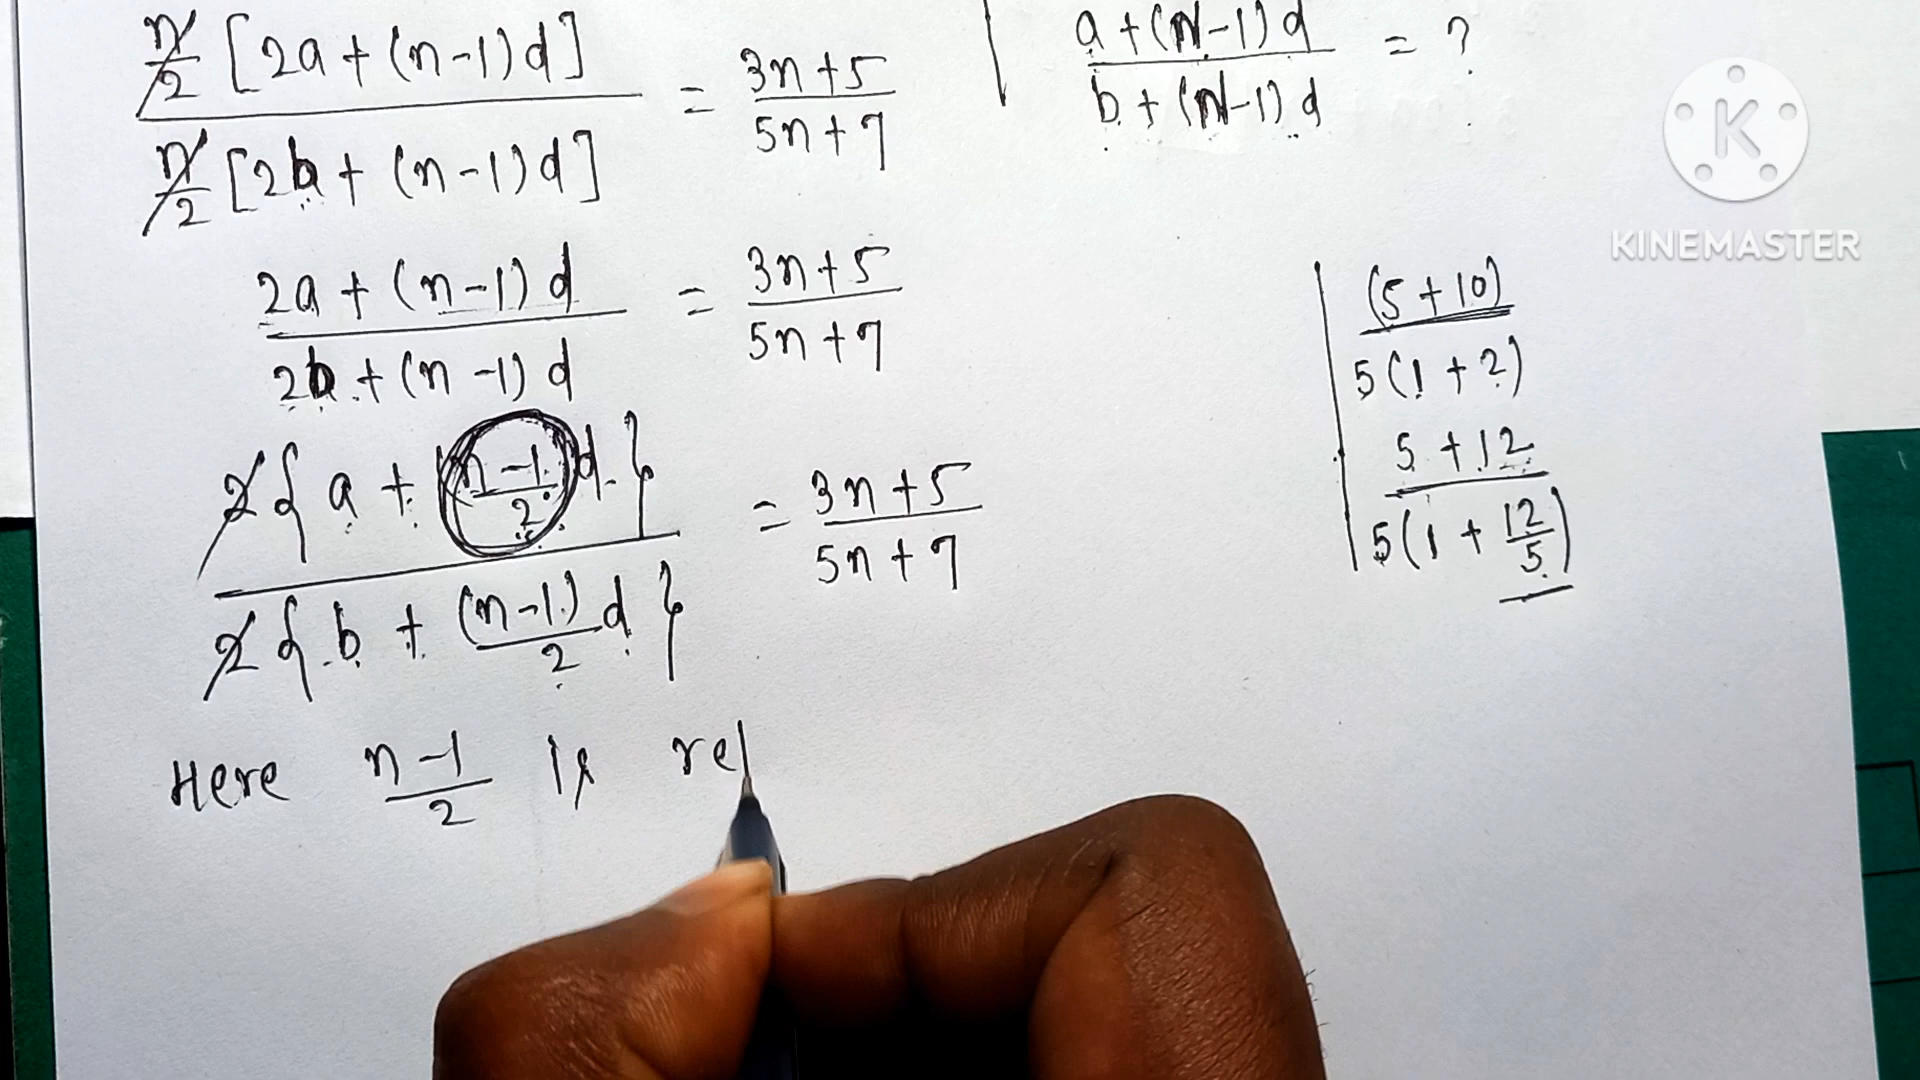 n/2 [2a + (n-1)d] / n/2 [2b + (n-1)d] = 3n+5 / 5n+7
a + (n-1)d / b + (n-1)d = ?
K
KINEMASTER
2a + (n-1)d / 2b + (n-1)d = 3n+5 / 5n+7
(5+10)
5(1+2)
5+12
5(1 + 12/5)
2{a + (n-1/2)d.} / 2{b + (n-1)/2 d} = 3n+5 / 5n+7
Here n-1/2 is rel